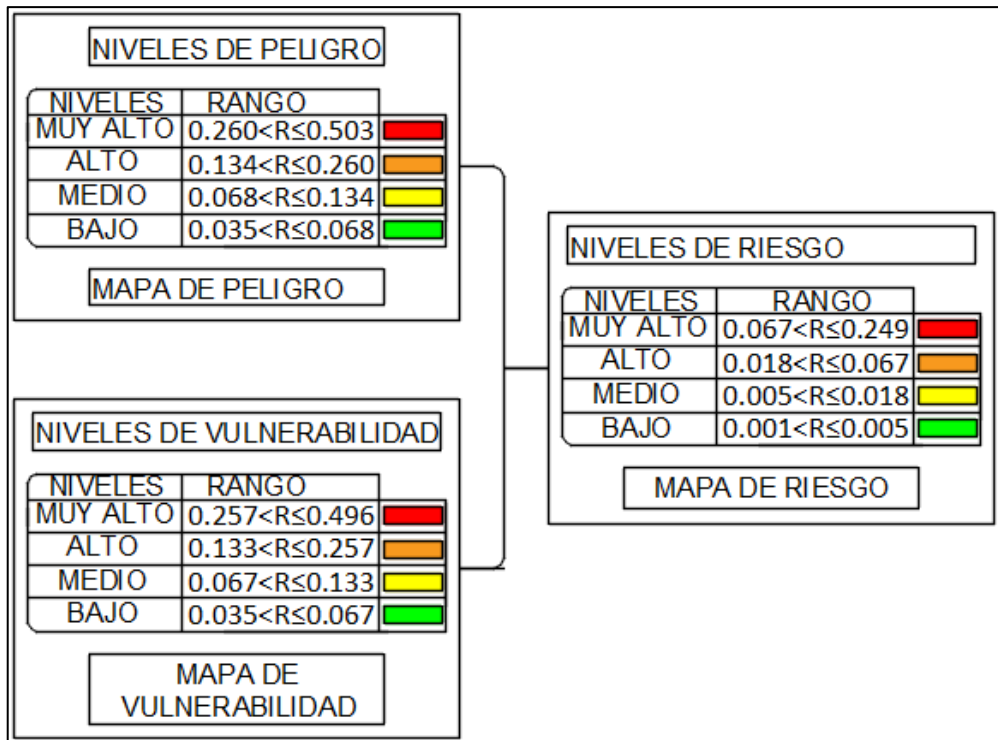 NIVELES DE PELIGRO
NIVELES RANGO
MUY ALTO 0.260<R≤0.503
ALTO 0.134<R≤0.260
MEDIO 0.068<R≤0.134
BAJO 0.035<R≤0.068
MAPA DE PELIGRO
NIVELES DE VULNERABILIDAD
NIVELES RANGO
MUY ALTO 0.257<R≤0.496
ALTO 0.133<R≤0.257
MEDIO 0.067<R≤0.133
BAJO 0.035<R≤0.067
MAPA DE
VULNERABILIDAD
NIVELES DE RIESGO
NIVELES RANGO
MUY ALTO 0.067<R≤0.249
ALTO 0.018<R≤0.067
MEDIO 0.005<R≤0.018
BAJO 0.001<R≤0.005
MAPA DE RIESGO